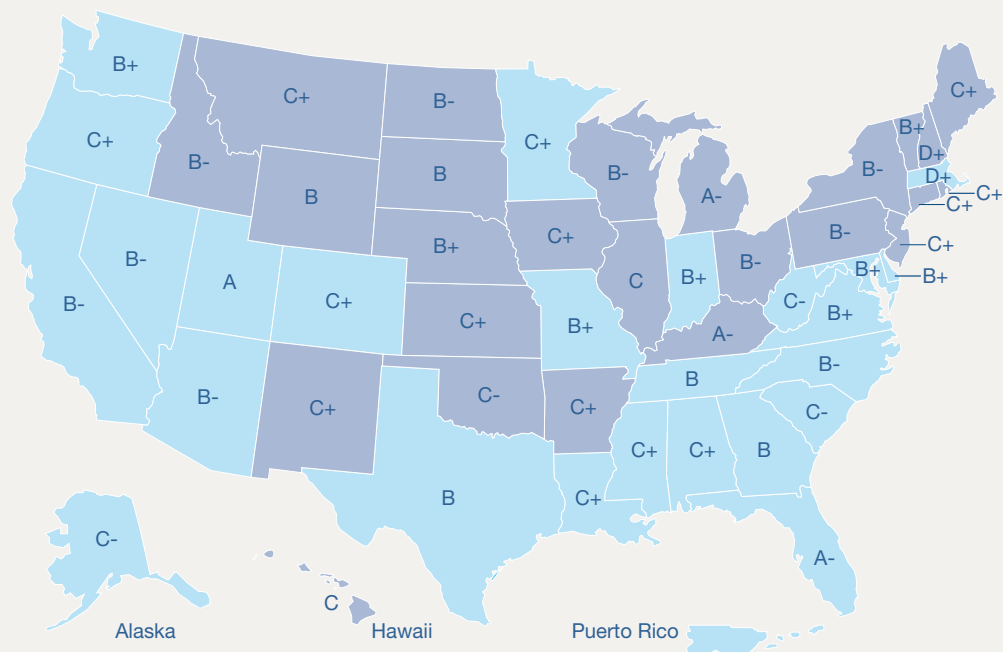 B+
C+
B-
C+
B+
C+
C+
B-
B
C+
D+
B-
B-
A-
B-
D+
C+
C+
B
B+
C+
B-
C+
B-
B-
A
C+
C
B+
B+
B+
B-
C+
C-
B+
C+
B+
A-
B-
B
B-
C-
C+
C+
C-
C+
C+
B
B
C+
A-
C-
C
Alaska
Hawaii
Puerto Rico